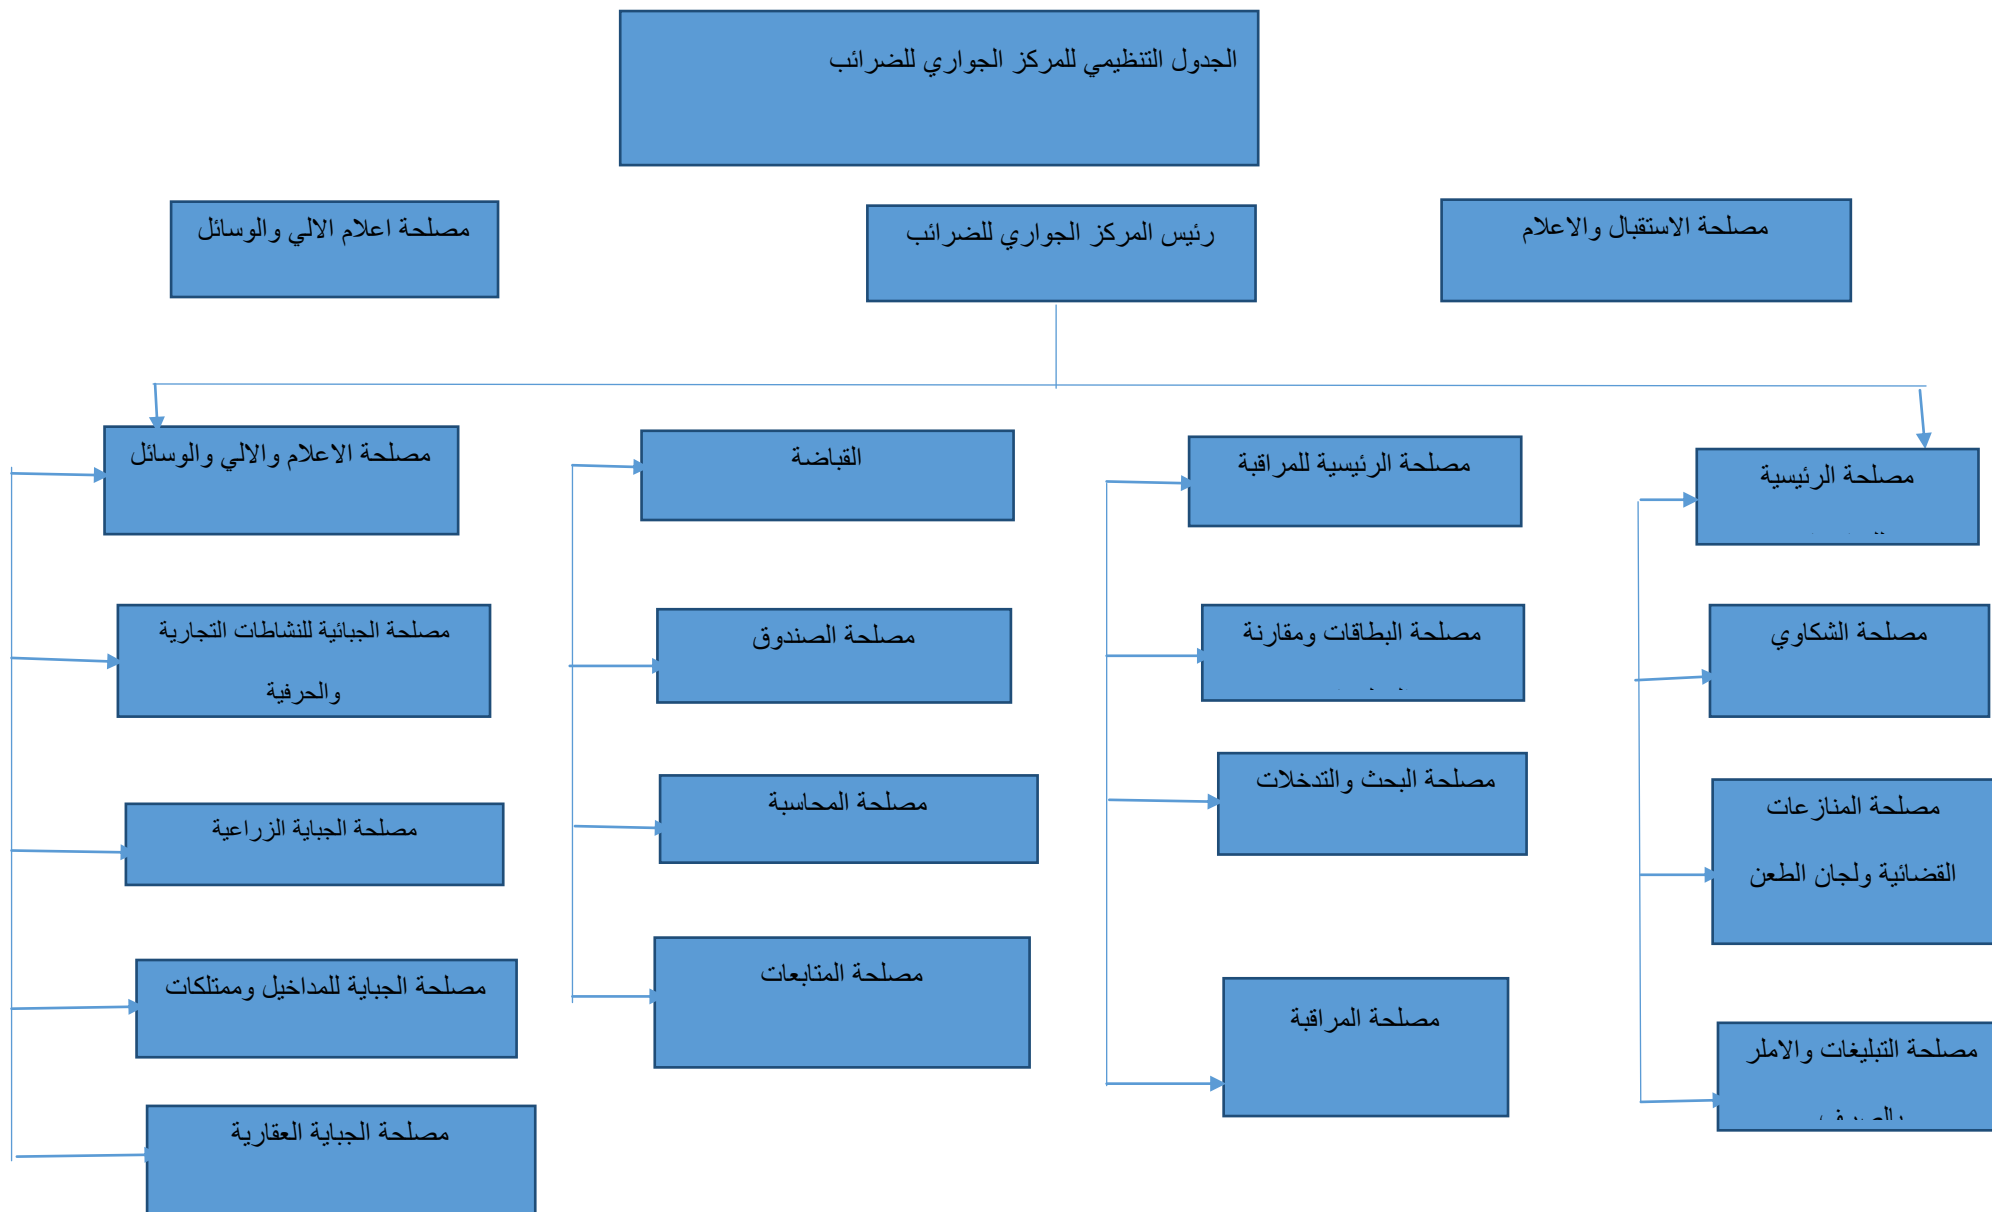 الجدول التنظيمي للمركز الجواري للضرائب
مصلحة الاستقبال والاعلام
رئيس المركز الجواري للضرائب
مصلحة اعلام الالي والوسائل
مصلحة الرئيسية
مصلحة الشكاوي
مصلحة المنازعات
القضائية ولجان الطعن
مصلحة التبليغات والاملر
بالصرف
مصلحة الرئيسية للمراقبة
مصلحة البطاقات ومقارنة
مصلحة البحث والتدخلات
مصلحة المراقبة
القباضة
مصلحة الصندوق
مصلحة المحاسبة
مصلحة المتابعات
مصلحة الاعلام والالي والوسائل
مصلحة الجبائية للنشاطات التجارية
والحرفية
مصلحة الجباية الزراعية
مصلحة الجباية للمداخيل وممتلكات
مصلحة الجباية العقارية